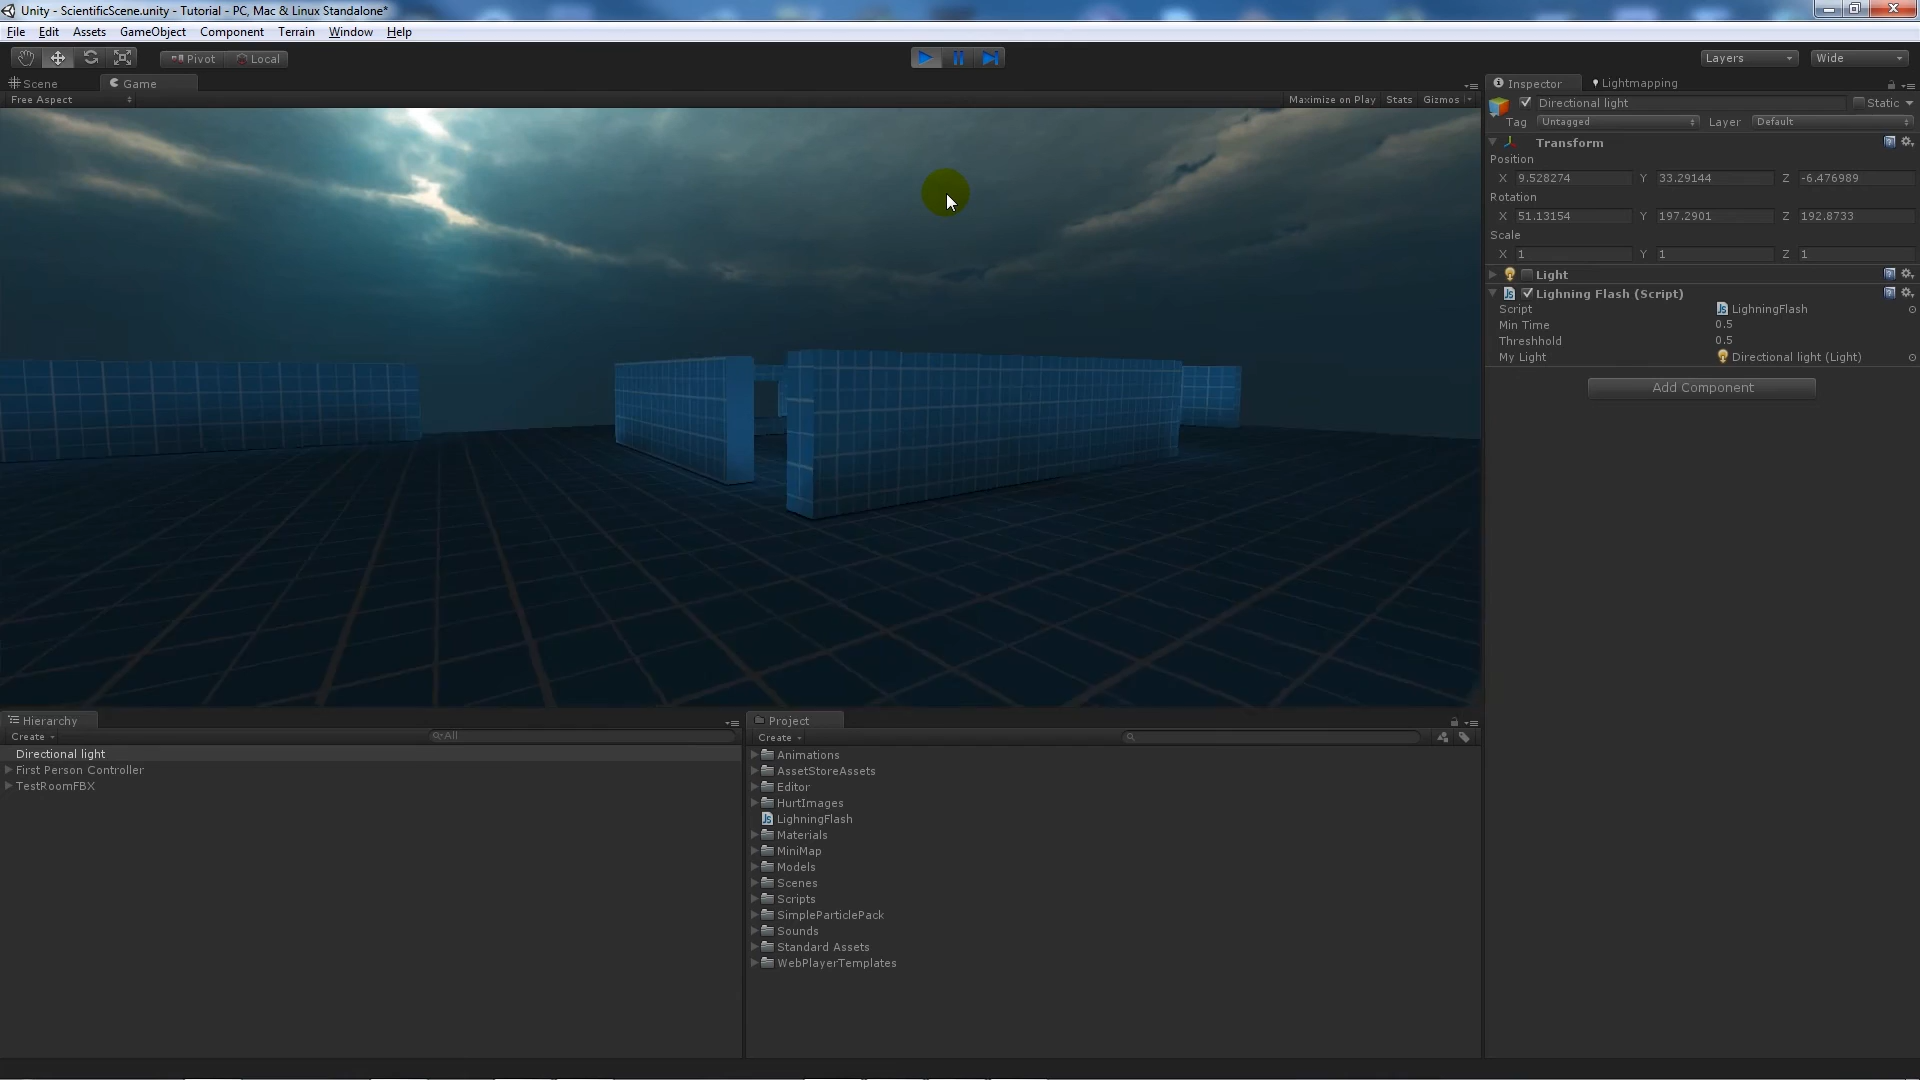 Unity - ScientificScene.unity - Tutorial - PC, Mac & Linux Standalone*
File Edit Assets GameObject Component Terrain Window Help
Pivot Local Layers Wide
Scene Game
Free Aspect Maximize on Play Stats Gizmos
Inspector Lightmapping
Directional light Static
Tag Untagged Layer Default
Transform
Position
X 9.528274 Y 33.29144 Z -6.476989
Rotation
X 51.13154 Y 197.2901 Z 192.8733
Scale
X 1 Y 1 Z 1
Light
Lighning Flash (Script)
Script LighningFlash
Min Time 0.5
Threshhold 0.5
My Light Directional light (Light)
Add Component
Hierarchy
Create All
Directional light
First Person Controller
TestRoomFBX
Project
Create
Animations
AssetStoreAssets
Editor
HurtImages
LighningFlash
Materials
MiniMap
Models
Scenes
Scripts
SimpleParticlePack
Sounds
Standard Assets
WebPlayerTemplates